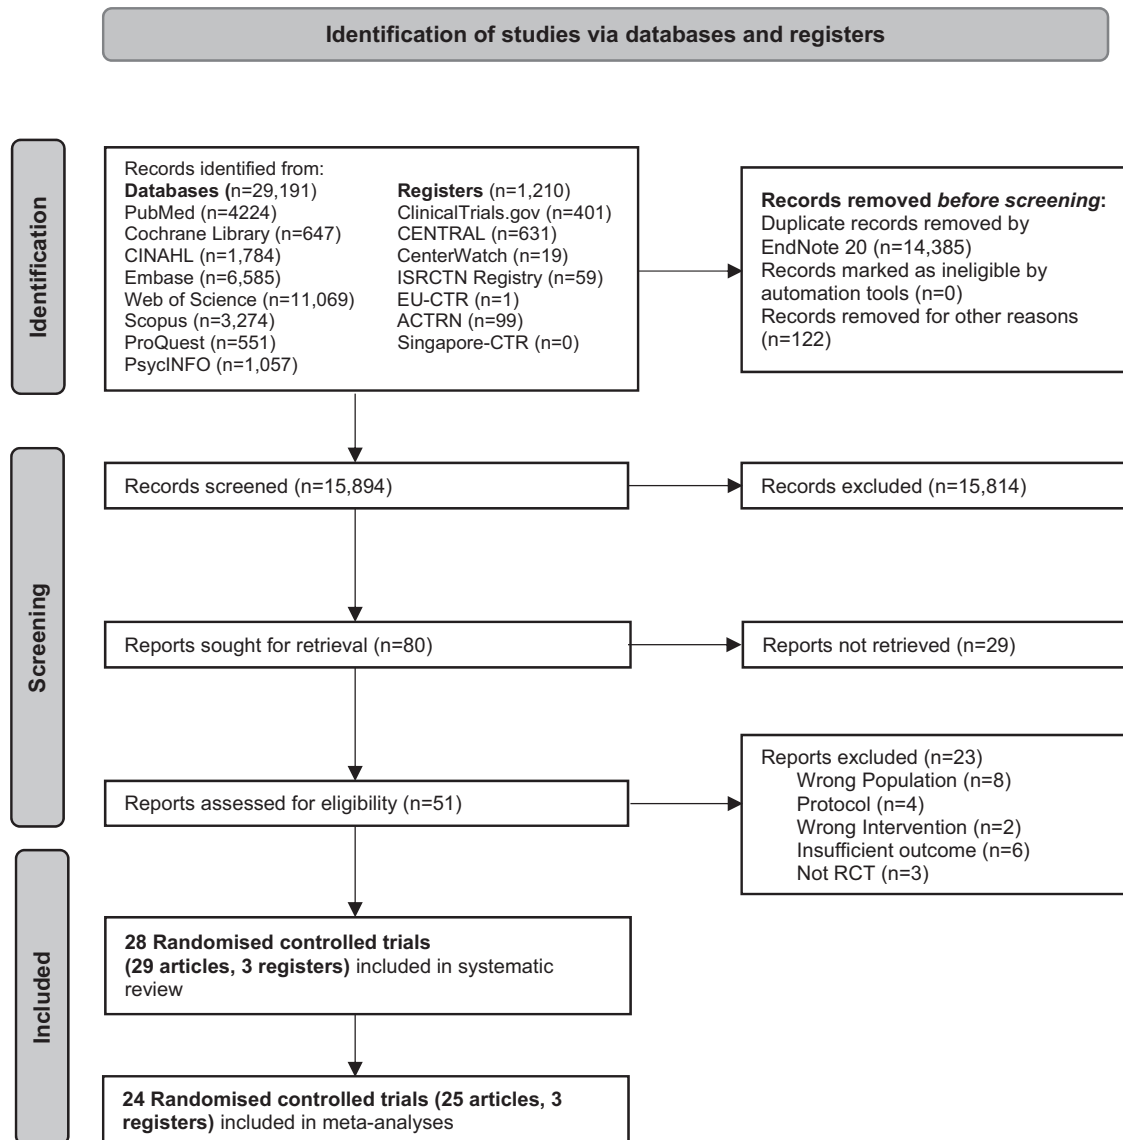 Identification of studies via databases and registers
Identification
Records identified from:
Databases (n=29,191)
PubMed (n=4224)
Cochrane Library (n=647)
CINAHL (n=1,784)
Embase (n=6,585)
Web of Science (n=11,069)
Scopus (n=3,274)
ProQuest (n=551)
PsycINFO (n=1,057)
Registers (n=1,210)
ClinicalTrials.gov (n=401)
CENTRAL (n=631)
CenterWatch (n=19)
ISRCTN Registry (n=59)
EU-CTR (n=1)
ACTRN (n=99)
Singapore-CTR (n=0)
Records removed before screening:
Duplicate records removed by
EndNote 20 (n=14,385)
Records marked as ineligible by
automation tools (n=0)
Records removed for other reasons
(n=122)
Screening
Records screened (n=15,894)
Records excluded (n=15,814)
Reports sought for retrieval (n=80)
Reports not retrieved (n=29)
Reports assessed for eligibility (n=51)
Reports excluded (n=23)
Wrong Population (n=8)
Protocol (n=4)
Wrong Intervention (n=2)
Insufficient outcome (n=6)
Not RCT (n=3)
Included
28 Randomised controlled trials
(29 articles, 3 registers) included in systematic
review
24 Randomised controlled trials (25 articles, 3
registers) included in meta-analyses